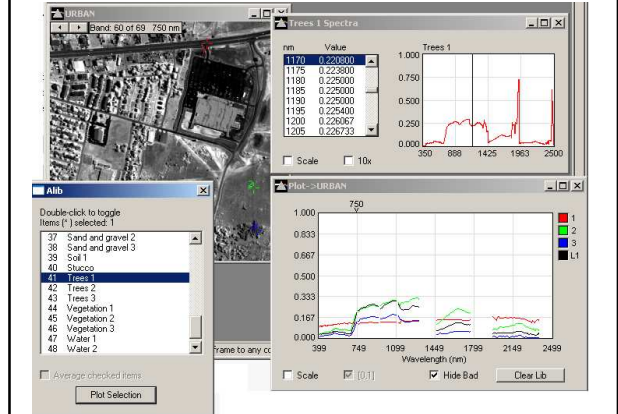 URBAN
Band: 60 of 69 750 nm
Trees 1 Spectra
nm Value
1170 0.220800
1175 0.223800
1180 0.225000
1185 0.225000
1190 0.225000
1195 0.225400
1200 0.226067
1205 0.226733
Trees 1
1.000
0.750
0.500
0.250
0.000
350 888 1425 1963 2500
Scale 10x
Alib
Double-click to toggle
Items (*) selected: 1
37 Sand and gravel 2
38 Sand and gravel 3
39 Soil 1
40 Stucco
41 Trees 1
42 Trees 2
43 Trees 3
44 Vegetation 1
45 Vegetation 2
46 Vegetation 3
47 Water 1
48 Water 2
Average checked items
Plot Selection
Frame to any co
Plot->URBAN
750
1.000
0.833
0.667
0.500
0.333
0.167
0.000
399 749 1099 1449 1799 2149 2499
Wavelength (nm)
1
2
3
L1
Scale [0,1] Hide Bad Clear Lib